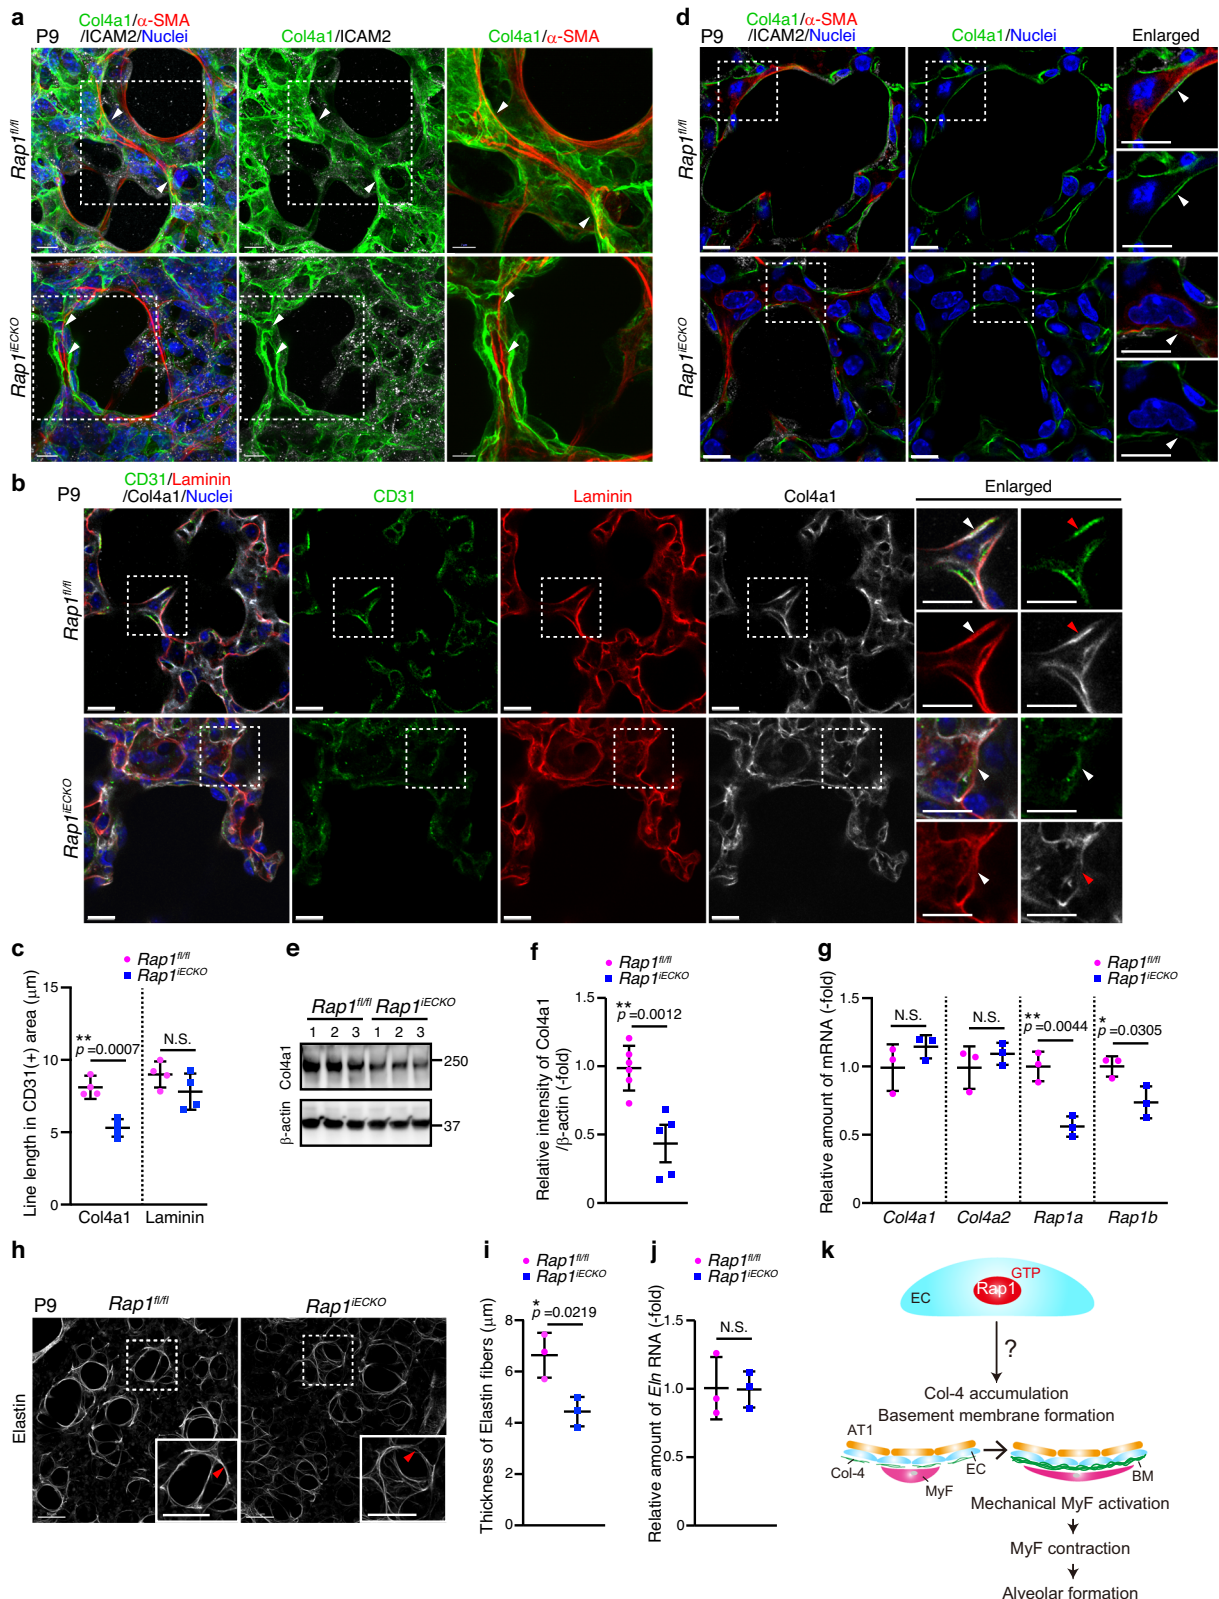 a
P9
Col4a1/α-SMA
/ICAM2/Nuclei
Col4a1/ICAM2
Col4a1/α-SMA
Rap1fl/fl
Rap1iECKO
d
P9
Col4a1/α-SMA
/ICAM2/Nuclei
Col4a1/Nuclei
Enlarged
Rap1fl/fl
Rap1iECKO
b
P9
CD31/Laminin
/Col4a1/Nuclei
CD31
Laminin
Col4a1
Enlarged
Rap1fl/fl
Rap1iECKO
c
Rap1fl/fl
Rap1iECKO
Line length in CD31(+) area (μm)
15
10
5
0
**
p=0.0007
N.S.
Col4a1
Laminin
e
Rap1fl/fl Rap1iECKO
1 2 3 1 2 3
Col4a1
250
β-actin
37
f
Rap1fl/fl
Rap1iECKO
Relative intensity of Col4a1
/β-actin (-fold)
1.5
1.0
0.5
0
**
p=0.0012
g
Rap1fl/fl
Rap1iECKO
Relative amount of mRNA (-fold)
1.5
1.0
0.5
0
N.S.
N.S.
**
p=0.0044
*
p=0.0305
Col4a1
Col4a2
Rap1a
Rap1b
h
P9
Rap1fl/fl
Rap1iECKO
Elastin
i
Rap1fl/fl
Rap1iECKO
Thickness of Elastin fibers (μm)
8
6
4
2
0
*
p=0.0219
j
Rap1fl/fl
Rap1iECKO
Relative amount of Eln RNA (-fold)
1.5
1.0
0.5
0
N.S.
k
GTP
Rap1
EC
?
Col-4 accumulation
Basement membrane formation
AT1
Col-4
EC
MyF
BM
Mechanical MyF activation
MyF contraction
Alveolar formation